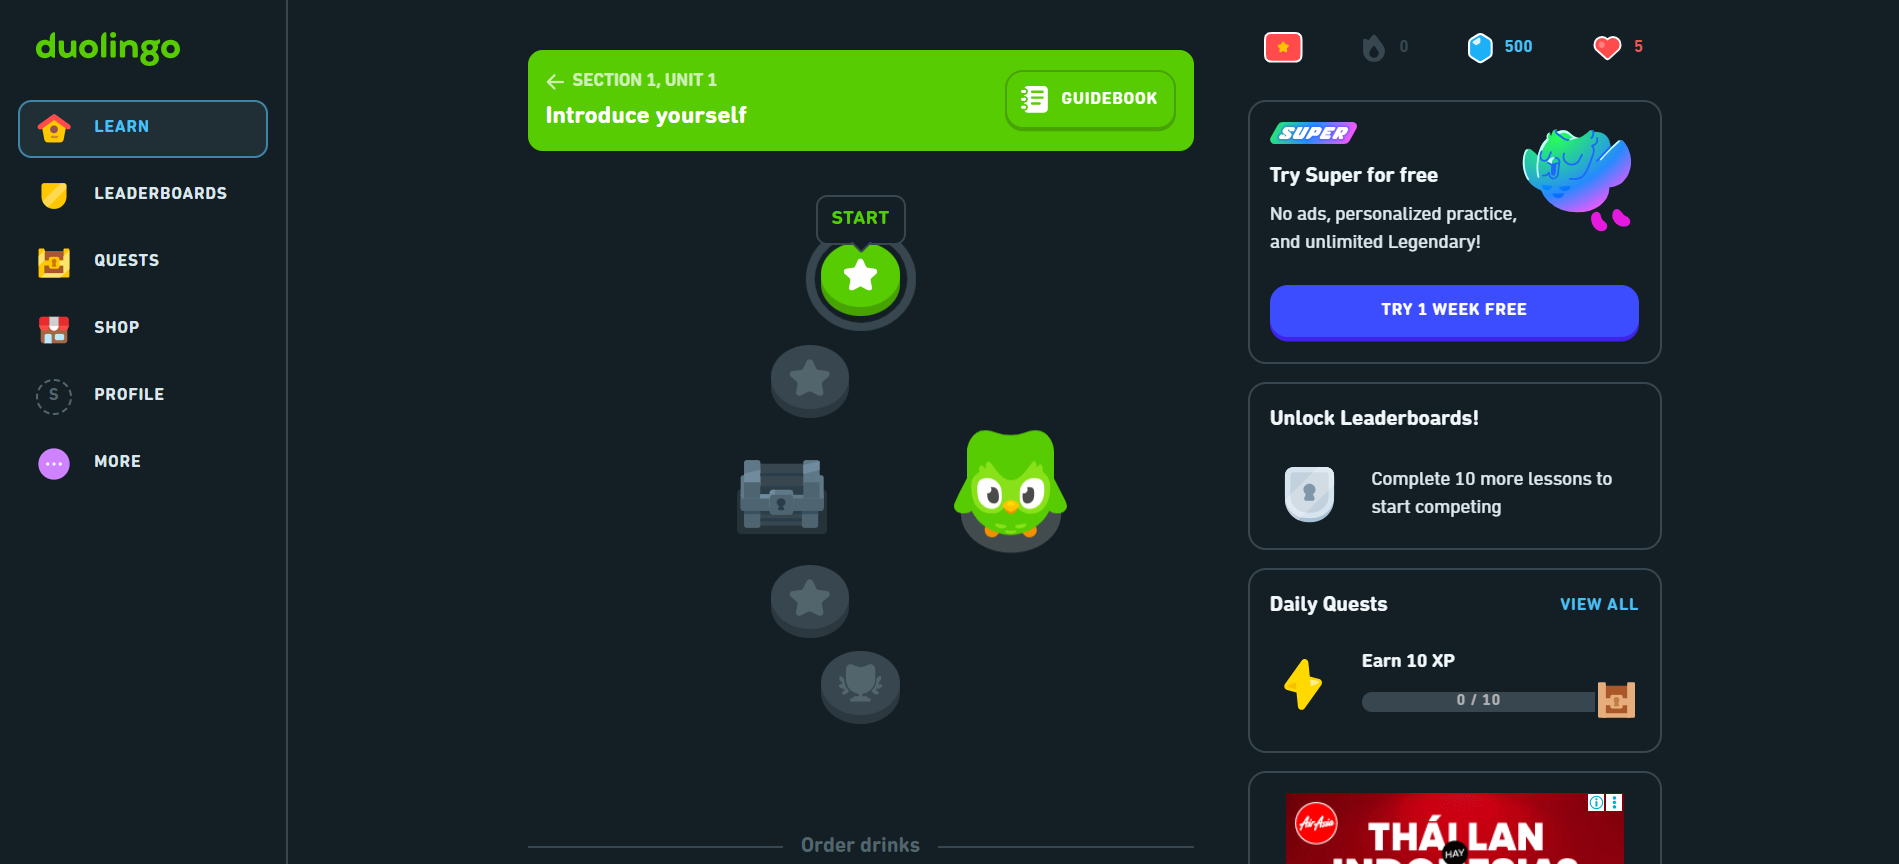 duolingo
LEARN
LEADERBOARDS
QUESTS
SHOP
S
PROFILE
MORE
SECTION 1, UNIT 1
Introduce yourself
GUIDEBOOK
START
Order drinks
0
500
5
SUPER
Try Super for free
No ads, personalized practice,
and unlimited Legendary!
TRY 1 WEEK FREE
Unlock Leaderboards!
Complete 10 more lessons to
start competing
Daily Quests
VIEW ALL
Earn 10 XP
0 / 10
AirAsia
THÁI LAN
HAY